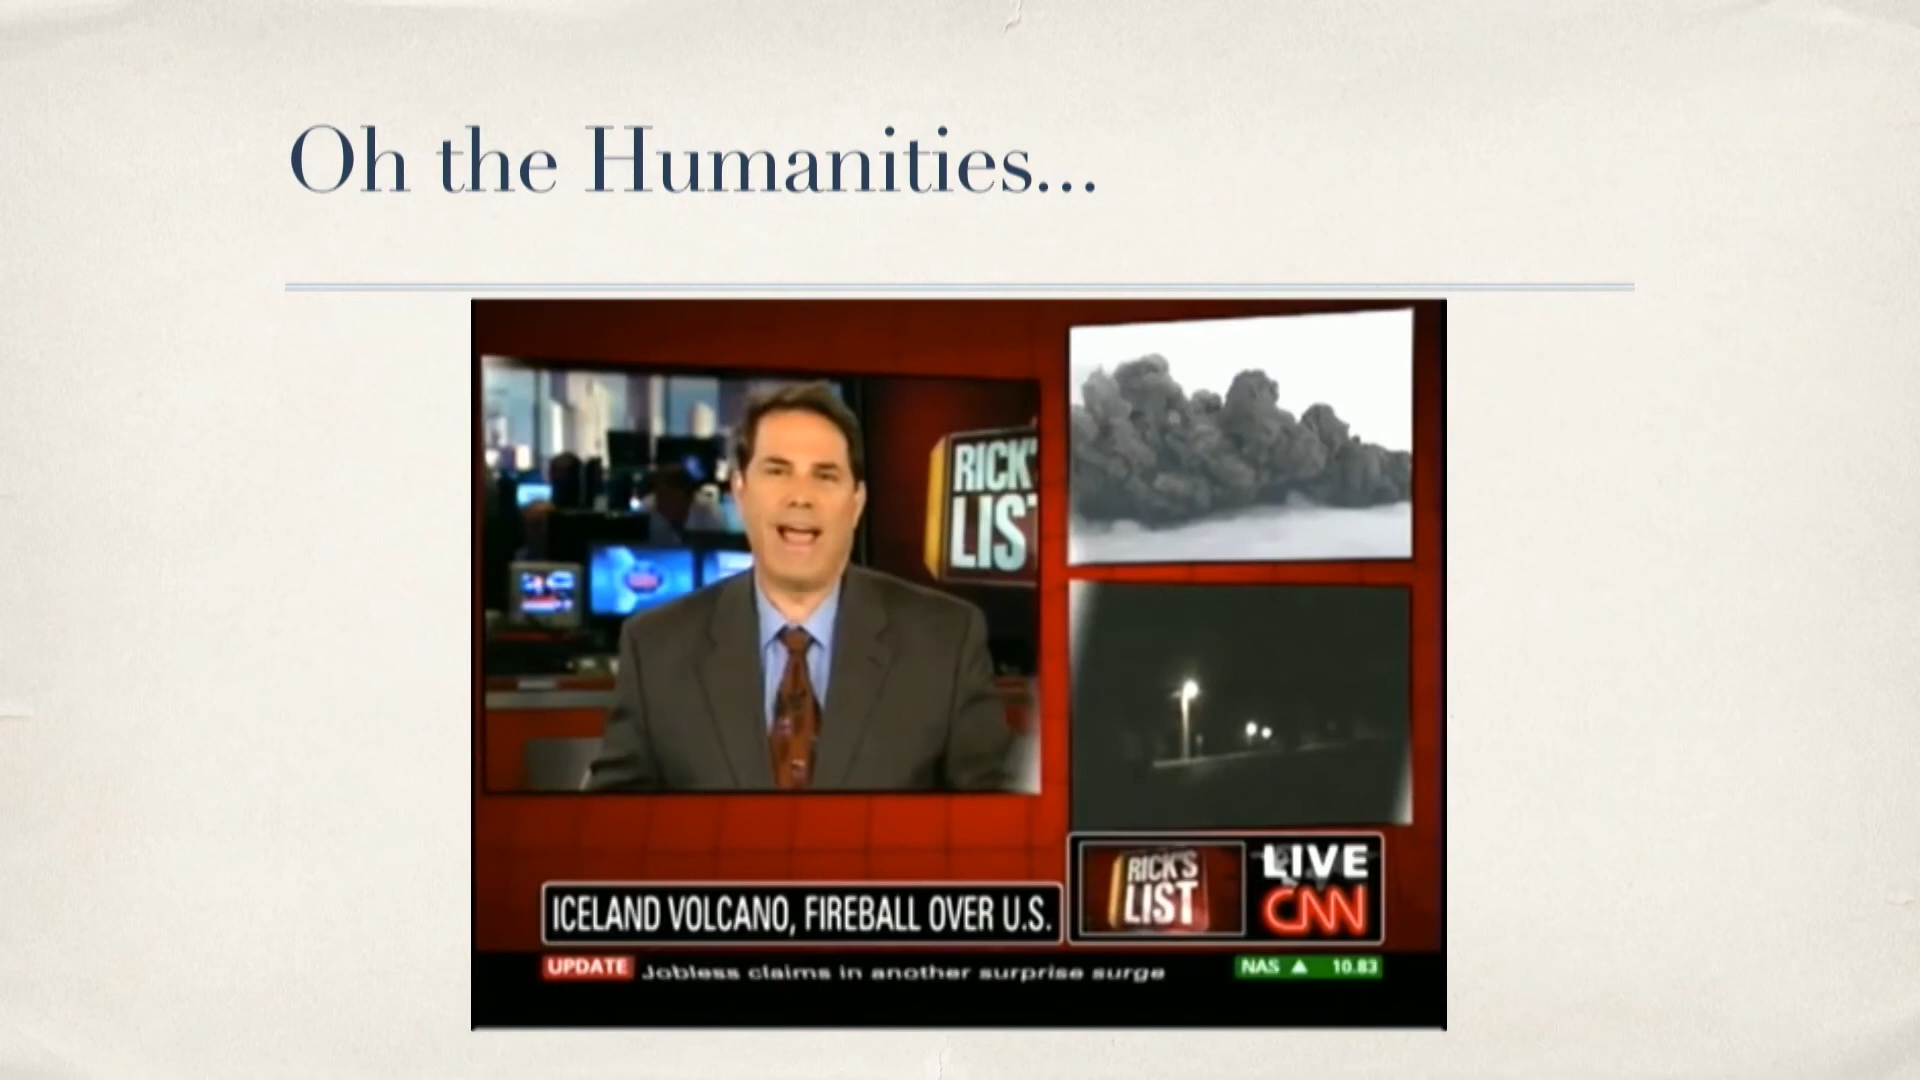 Oh the Humanities...
RICK'
LIS
RICK'S
LIST
LIVE
CNN
ICELAND VOLCANO, FIREBALL OVER U.S.
UPDATE Jobless claims in another surprise surge
NAS ▲ 10.83